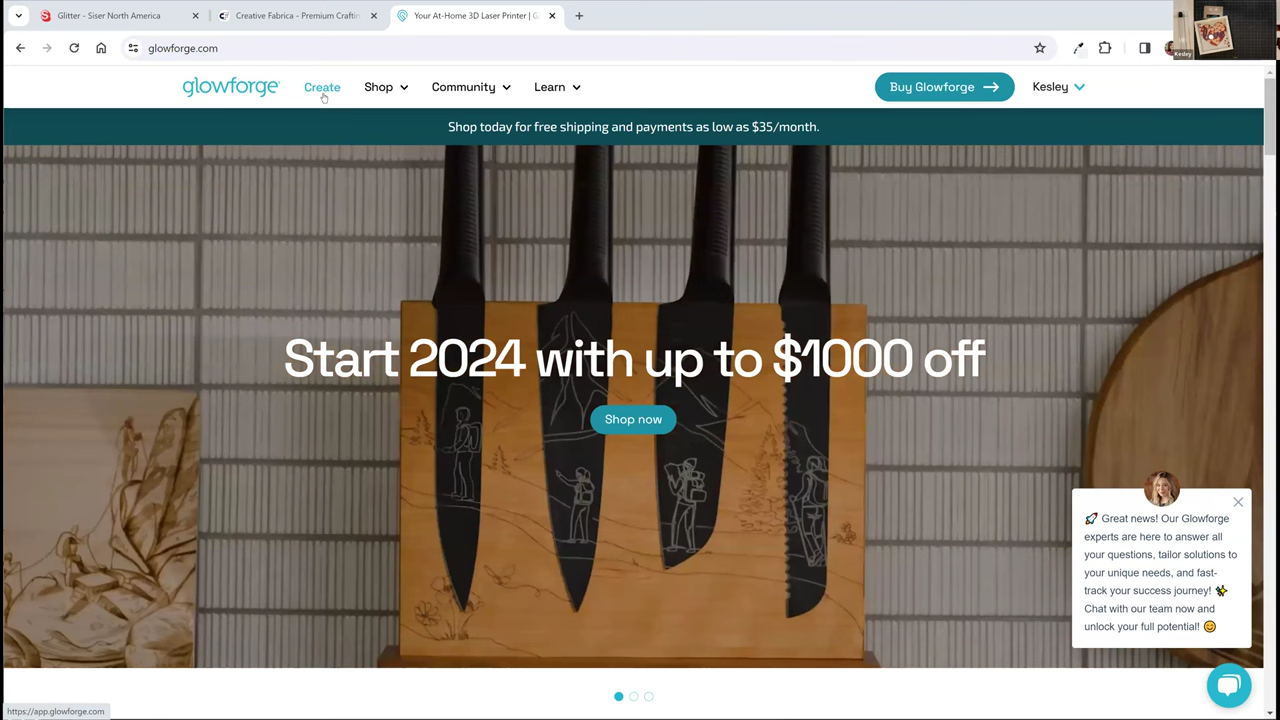 Glitter - Siser North America
Creative Fabrica - Premium Craftin
Your At-Home 3D Laser Printer | G
glowforge.com
Kesley
glowforge
Create
Shop
Community
Learn
Buy Glowforge
Kesley
Shop today for free shipping and payments as low as $35/month.
Start 2024 with up to $1000 off
Shop now
🚀 Great news! Our Glowforge
experts are here to answer all
your questions, tailor solutions to
your unique needs, and fast-
track your success journey! ✨
Chat with our team now and
unlock your full potential! 😊
https://app.glowforge.com